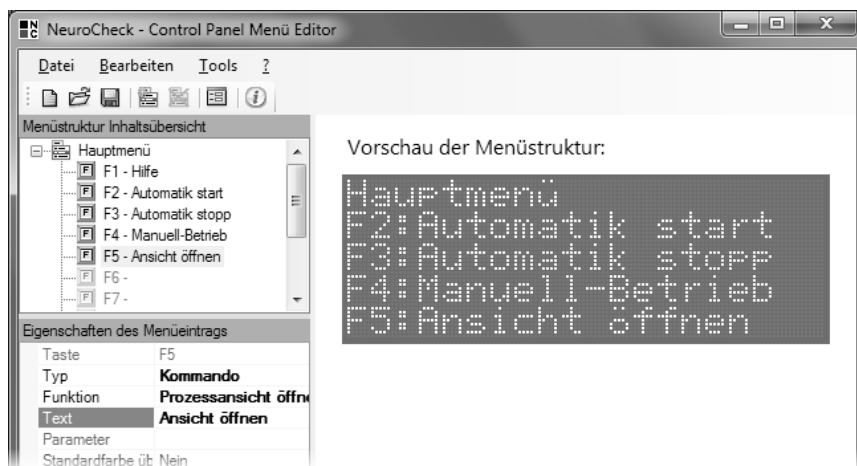 NeuroCheck - Control Panel Menü Editor
Datei Bearbeiten Tools ?
Menüstruktur Inhaltsübersicht
Hauptmenü
F1 - Hilfe
F2 - Automatik start
F3 - Automatik stopp
F4 - Manuell-Betrieb
F5 - Ansicht öffnen
F6 -
F7 -
Eigenschaften des Menüeintrags
Taste F5
Typ Kommando
Funktion Prozessansicht öffne
Text Ansicht öffnen
Parameter
Standardfarbe üb Nein
Vorschau der Menüstruktur:
Hauptmenü
F2:Automatik start
F3:Automatik stopp
F4:Manuell-Betrieb
F5:Ansicht öffnen